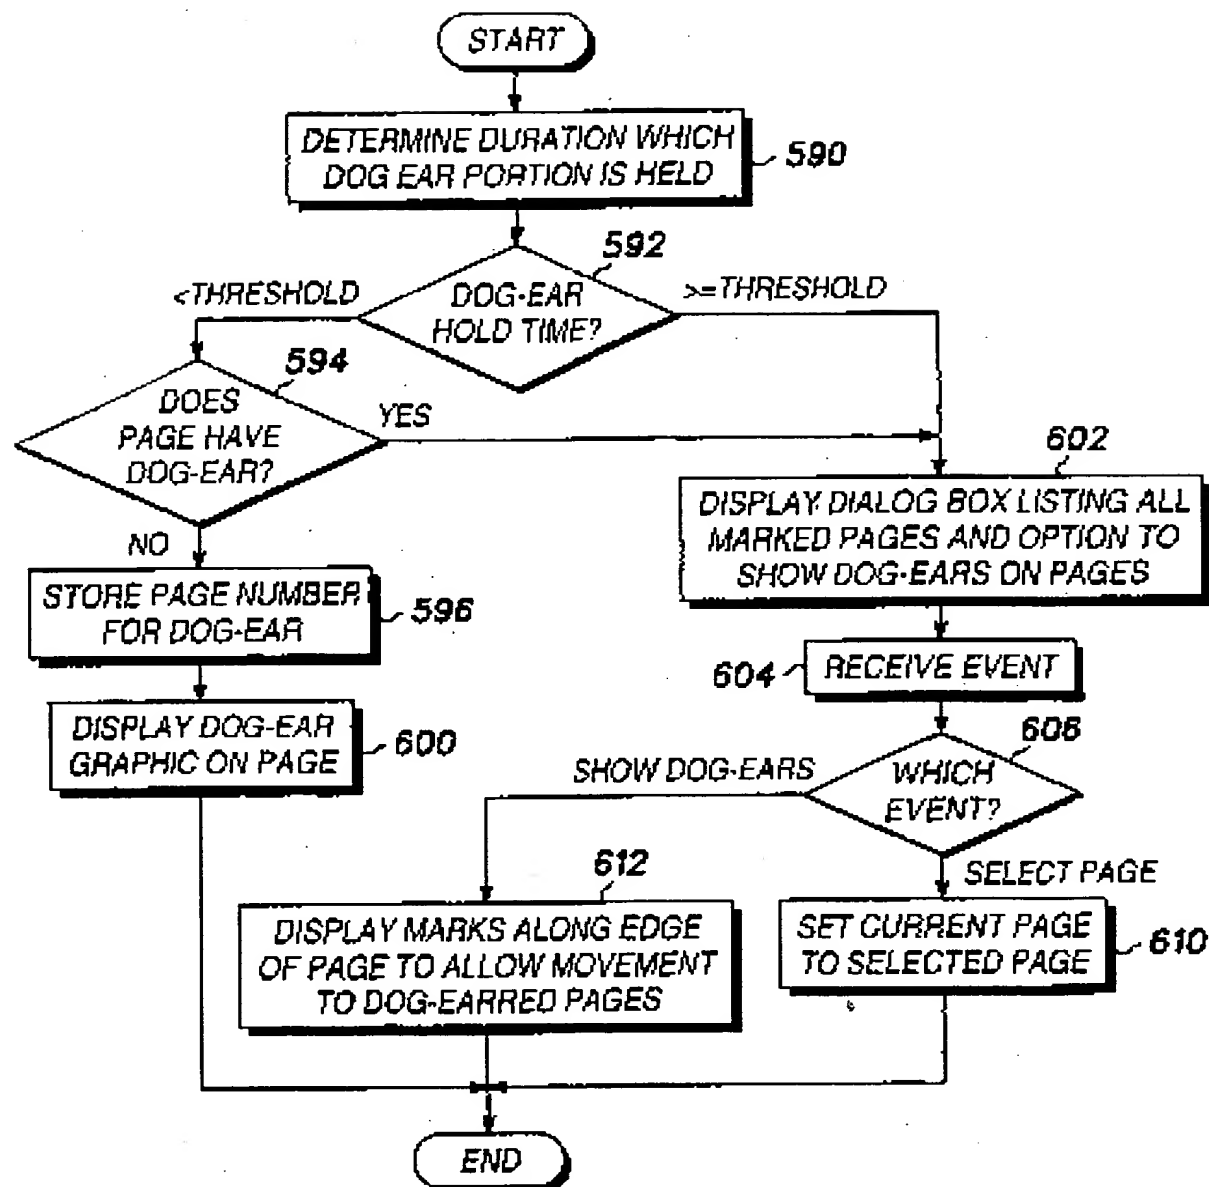 START
DETERMINE DURATION WHICH
DOG EAR PORTION IS HELD
590
592
<THRESHOLD
DOG-EAR
HOLD TIME?
>=THRESHOLD
594
DOES
PAGE HAVE
DOG-EAR?
YES
602
DISPLAY DIALOG BOX LISTING ALL
MARKED PAGES AND OPTION TO
SHOW DOG-EARS ON PAGES
NO
STORE PAGE NUMBER
FOR DOG-EAR
596
604
RECEIVE EVENT
DISPLAY DOG-EAR
GRAPHIC ON PAGE
600
606
SHOW DOG-EARS
WHICH
EVENT?
612
SELECT PAGE
DISPLAY MARKS ALONG EDGE
OF PAGE TO ALLOW MOVEMENT
TO DOG-EARRED PAGES
SET CURRENT PAGE
TO SELECTED PAGE
610
END